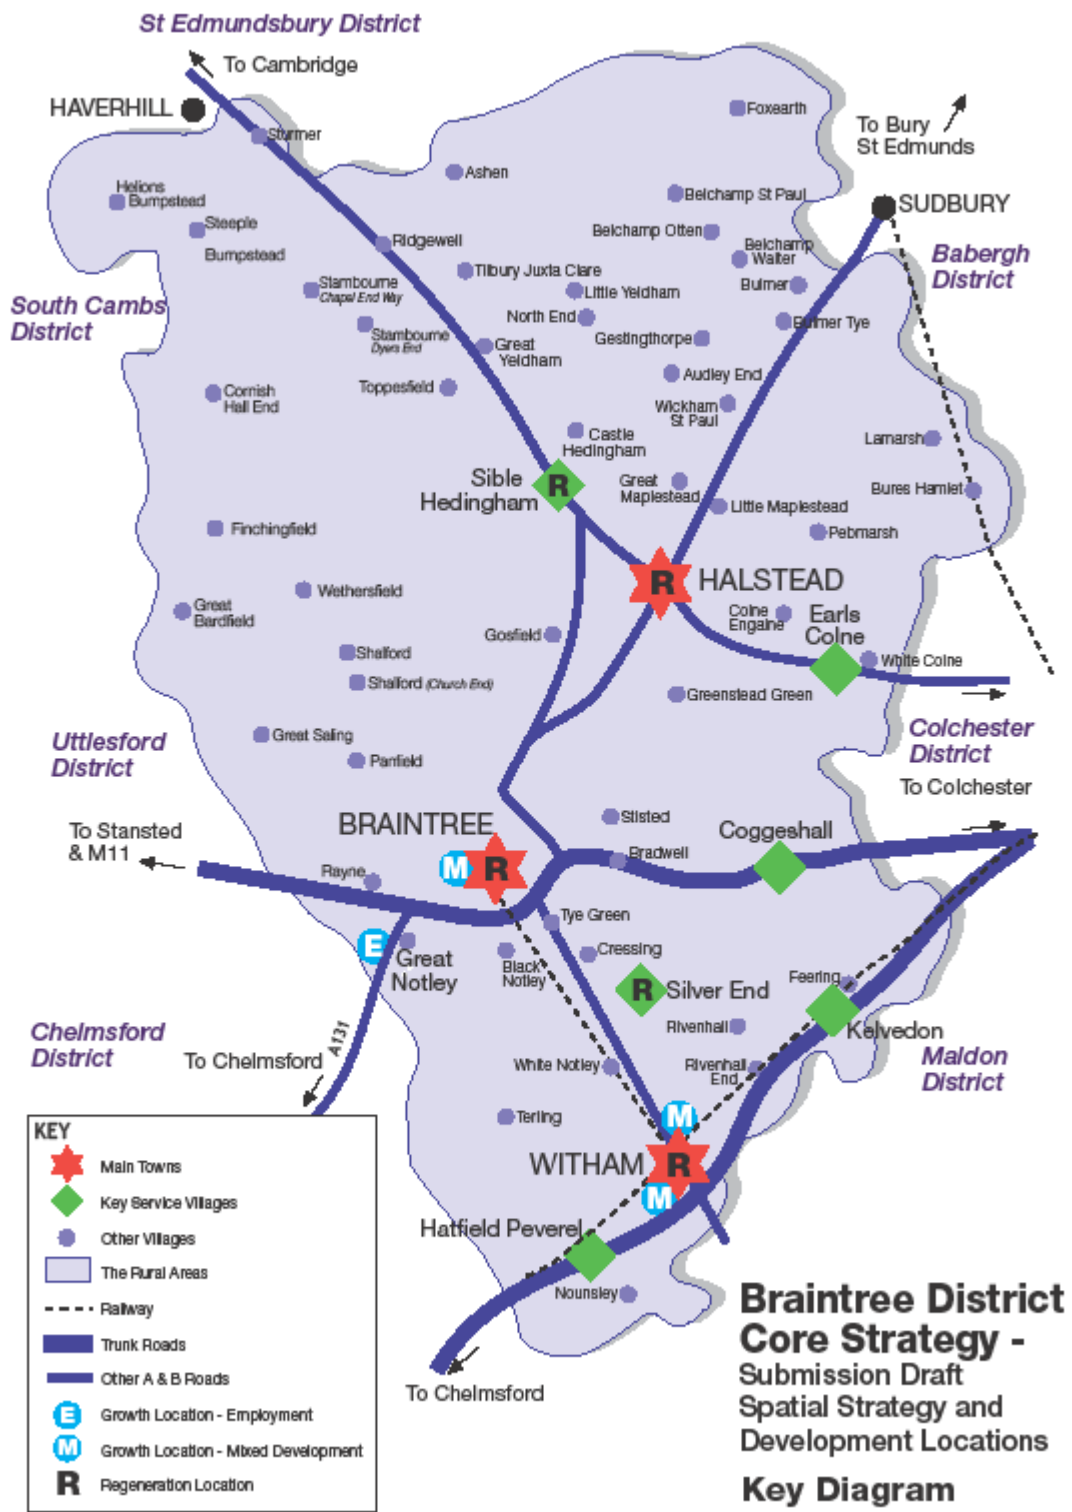 St Edmundsbury District
To Cambridge
HAVERHILL
Sturmer
Foxearth
To Bury
St Edmunds
Ashen
Helions
Bumpstead
Belchamp St Paul
SUDBURY
Steeple
Bumpstead
Belchamp Otten
Ridgewell
Belchamp
Walter
Babergh
District
Tilbury Juxta Clare
Bulmer
Stambourne
Chapel End Way
Little Yeldham
South Cambs
District
North End
Bulmer Tye
Stambourne
Dyers End
Gestingthorpe
Great
Yeldham
Audley End
Toppesfield
Cornish
Hall End
Wickham
St Paul
Castle
Hedingham
Lamarsh
Sible
Hedingham
R
Great
Maplestead
Bures Hamlet
Little Maplestead
Finchingfield
Pebmarsh
R
HALSTEAD
Wethersfield
Great
Bardfield
Colne
Engaine
Earls
Colne
Gosfield
Shalford
White Colne
Shalford (Church End)
Greenstead Green
Uttlesford
District
Great Saling
Colchester
District
Panfield
To Colchester
BRAINTREE
Stisted
Coggeshall
To Stansted
& M11
Bradwell
M
R
Rayne
Tye Green
E
Great
Notley
Black
Notley
Cressing
Feering
R
Silver End
Chelmsford
District
Rivenhall
Kelvedon
A131
To Chelmsford
White Notley
Rivenhall
End
Maldon
District
Terling
M
WITHAM
R
M
Hatfield Peverel
Nounsley
To Chelmsford
KEY
Main Towns
Key Service Villages
Other Villages
The Rural Areas
Railway
Trunk Roads
Other A & B Roads
E
Growth Location - Employment
M
Growth Location - Mixed Development
R
Regeneration Location
Braintree District
Core Strategy -
Submission Draft
Spatial Strategy and
Development Locations
Key Diagram